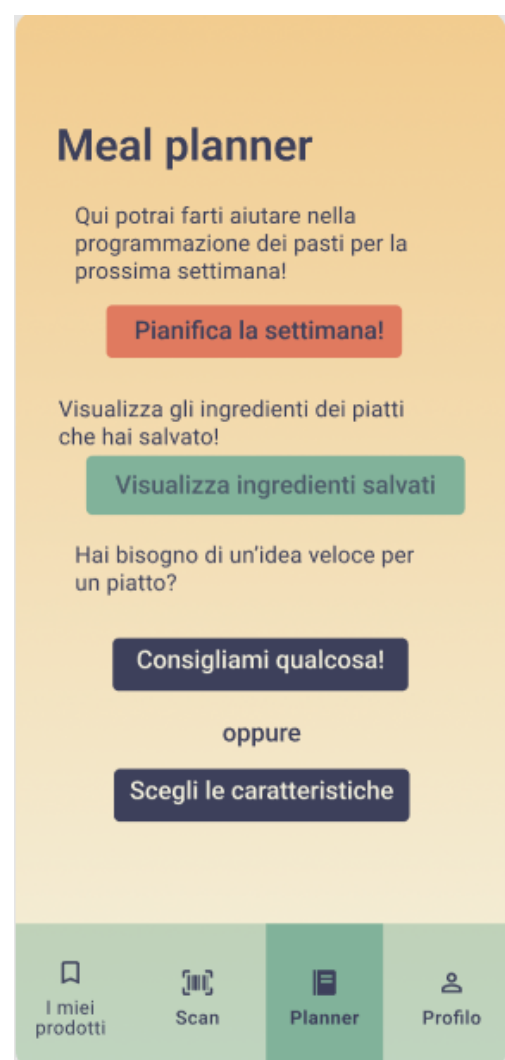 Meal planner
Qui potrai farti aiutare nella
programmazione dei pasti per la
prossima settimana!
Pianifica la settimana!
Visualizza gli ingredienti dei piatti
che hai salvato!
Visualizza ingredienti salvati
Hai bisogno di un'idea veloce per
un piatto?
Consigliami qualcosa!
oppure
Scegli le caratteristiche
I miei
prodotti
Scan
Planner
Profilo